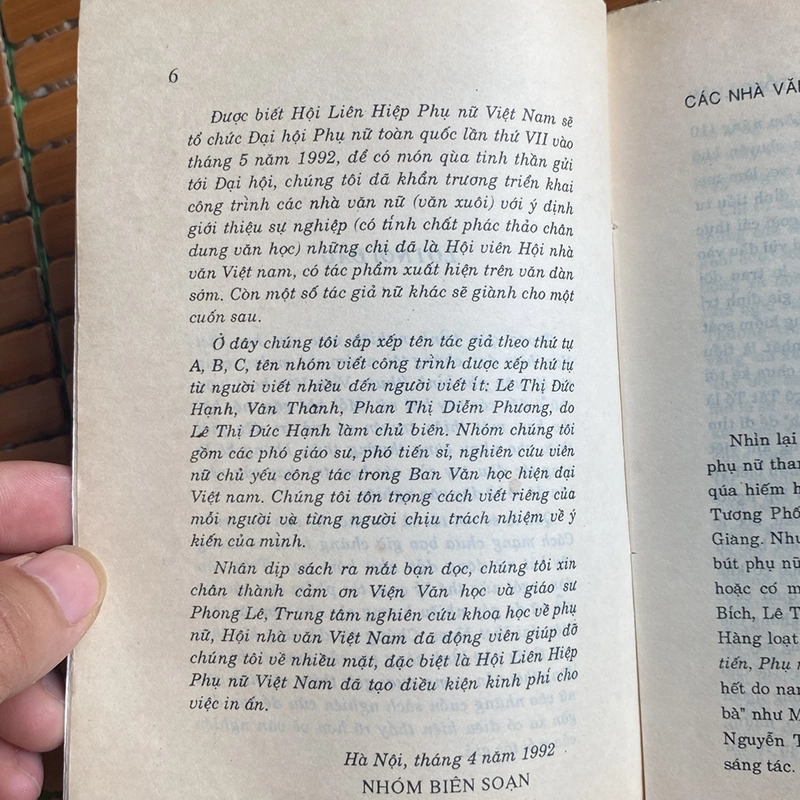 6
Được biết Hội Liên Hiệp Phụ nữ Việt Nam sẽ
tổ chức Đại hội Phụ nữ toàn quốc lần thứ VII vào
tháng 5 năm 1992, để có món qùa tinh thần gửi
tới Đại hội, chúng tôi đã khẩn trương triển khai
công trình các nhà văn nữ (văn xuôi) với ý định
giới thiệu sự nghiệp (có tính chất phác thảo chân
dung văn học) những chị đã là Hội viên Hội nhà
văn Việt nam, có tác phẩm xuất hiện trên văn đàn
sớm. Còn một số tác giả nữ khác sẽ giành cho một
cuốn sau.
Ở đây chúng tôi sắp xếp tên tác giả theo thứ tự
A, B, C, tên nhóm viết công trình được xếp thứ tự
từ người viết nhiều đến người viết ít: Lê Thị Đức
Hạnh, Vân Thanh, Phan Thị Diễm Phương, do
Lê Thị Đức Hạnh làm chủ biên. Nhóm chúng tôi
gồm các phó giáo sư, phó tiến sĩ, nghiên cứu viên
nữ chủ yếu công tác trong Ban Văn học hiện đại
Việt nam. Chúng tôi tôn trọng cách viết riêng của
mỗi người và từng người chịu trách nhiệm về ý
kiến của mình.
Nhân dịp sách ra mắt bạn đọc, chúng tôi xin
chân thành cảm ơn Viện Văn học và giáo sư
Phong Lê, Trung tâm nghiên cứu khoa học về phụ
nữ, Hội nhà văn Việt Nam đã động viên giúp đỡ
chúng tôi về nhiều mặt, đặc biệt là Hội Liên Hiệp
Phụ nữ Việt Nam đã tạo điều kiện kinh phí cho
việc in ấn.
Hà Nội, tháng 4 năm 1992
NHÓM BIÊN SOẠN
CÁC NHÀ VĂN
Nhìn lại
phụ nữ
qúa hiếm
Tương Phố
Giàng.
bút phụ nữ
hoặc có
Bích, Lê
Hàng loạt
tiến, Phụ
hết do
bà" như
Nguyễn
sáng tác.